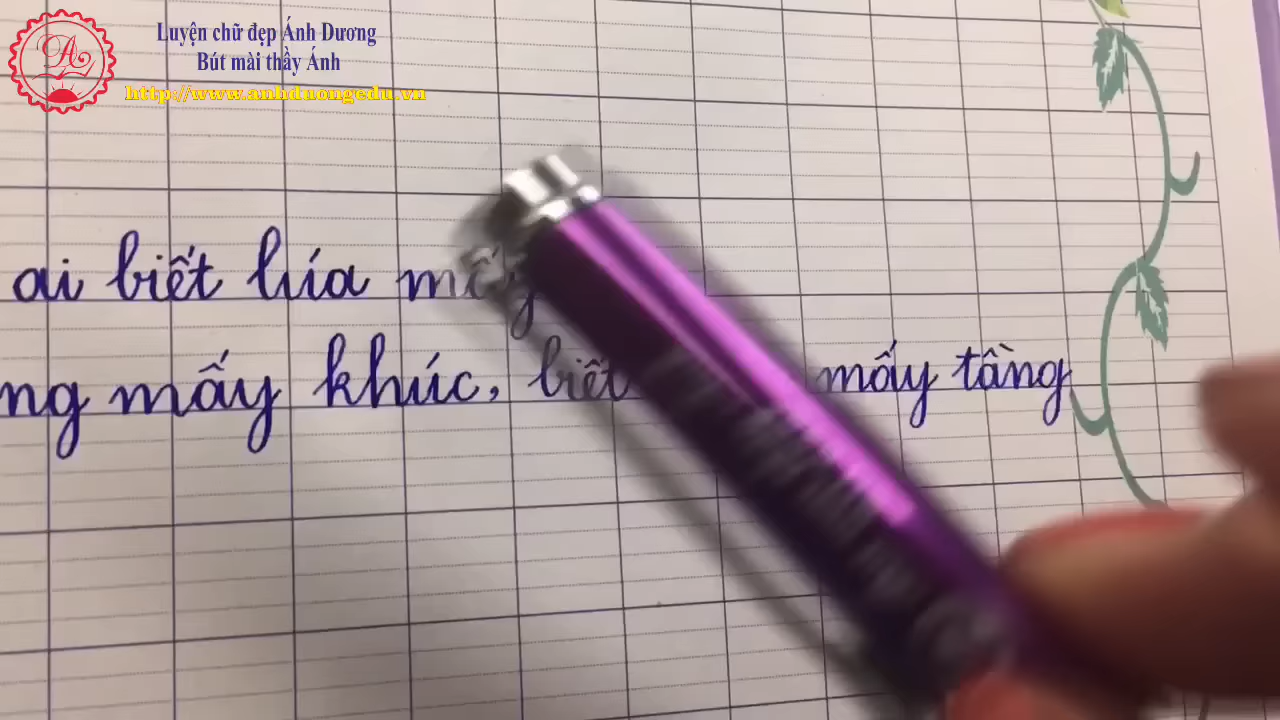 Luyện chữ đẹp Ánh Dương
Bút mài thầy Ánh
http://www.anhduongedu.vn
ai biết lúa mấy
ng mấy khúc, biết mấy tầng